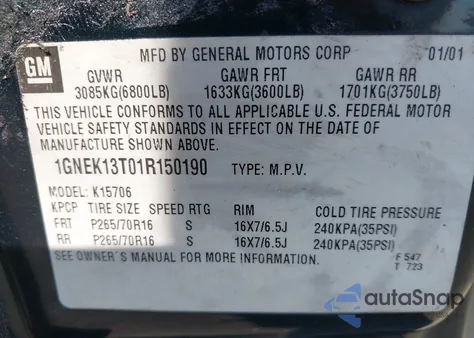 GM MFD BY GENERAL MOTORS CORP 01/01
GVWR GAWR FRT GAWR RR
3085KG(6800LB) 1633KG(3600LB) 1701KG(3750LB)
THIS VEHICLE CONFORMS TO ALL APPLICABLE U.S. FEDERAL MOTOR
VEHICLE SAFETY STANDARDS IN EFFECT ON THE DATE OF
MANUFACTURE SHOWN ABOVE.
1GNEK13T01R150190 TYPE: M.P.V.
MODEL: K15706
KPCP TIRE SIZE SPEED RTG RIM COLD TIRE PRESSURE
FRT P265/70R16 S 16X7/6.5J 240KPA(35PSI)
RR P265/70R16 S 16X7/6.5J 240KPA(35PSI)
SEE OWNER'S MANUAL FOR MORE INFORMATION. F 547
T 723
autoSnap